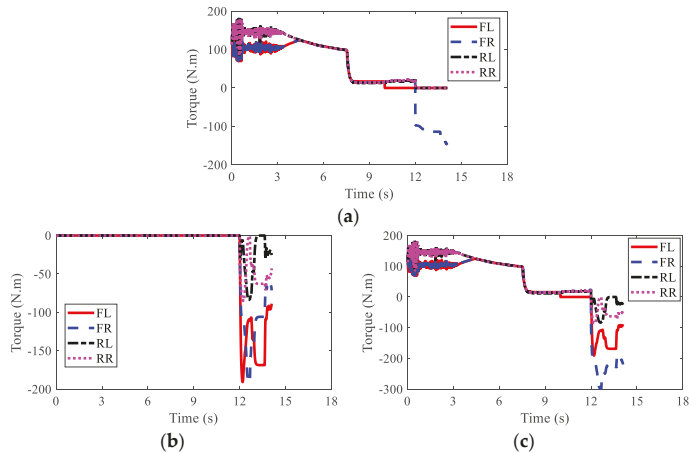 200
100
0
-100
-200
Torque (N.m)
FL
FR
RL
RR
0 3 6 9 12 15 18
Time (s)
(a)
0
-50
-100
-150
-200
Torque (N.m)
FL
FR
RL
RR
0 3 6 9 12 15 18
Time (s)
(b)
200
100
0
-100
-200
-300
Torque (N.m)
FL
FR
RL
RR
0 3 6 9 12 15 18
Time (s)
(c)